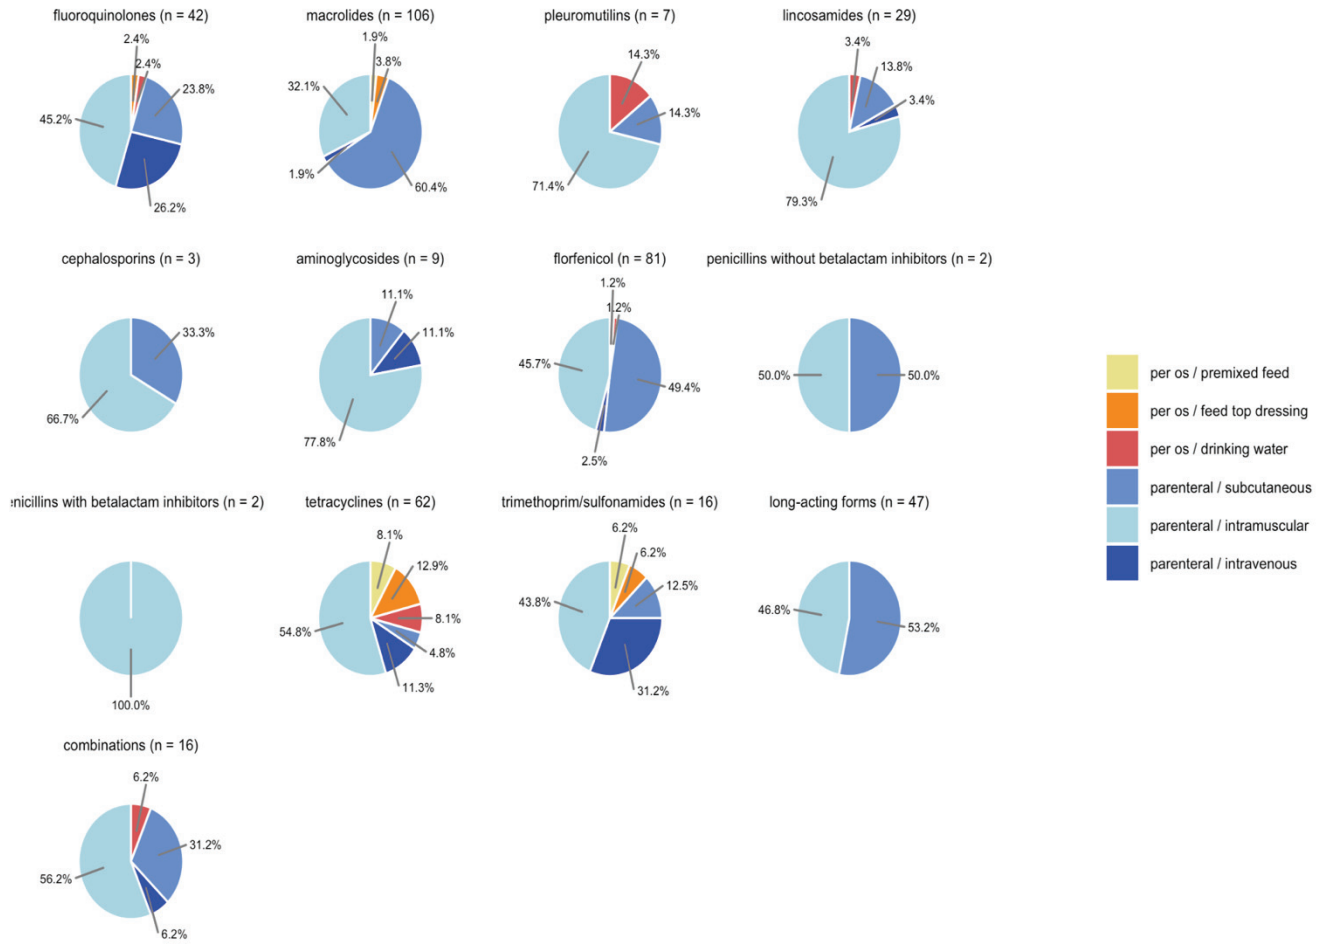 fluoroquinolones (n = 42)
macrolides (n = 106)
pleuromutilins (n = 7)
lincosamides (n = 29)
2.4%
2.4%
23.8%
45.2%
26.2%
1.9%
3.8%
32.1%
1.9%
60.4%
14.3%
14.3%
71.4%
3.4%
13.8%
3.4%
79.3%
cephalosporins (n = 3)
aminoglycosides (n = 9)
florfenicol (n = 81)
penicillins without betalactam inhibitors (n = 2)
33.3%
66.7%
11.1%
11.1%
77.8%
1.2%
1.2%
45.7%
49.4%
2.5%
50.0%
50.0%
enicillins with betalactam inhibitors (n = 2)
tetracyclines (n = 62)
trimethoprim/sulfonamides (n = 16)
long-acting forms (n = 47)
100.0%
8.1%
12.9%
8.1%
4.8%
54.8%
11.3%
6.2%
6.2%
12.5%
43.8%
31.2%
46.8%
53.2%
combinations (n = 16)
6.2%
31.2%
56.2%
6.2%
per os / premixed feed
per os / feed top dressing
per os / drinking water
parenteral / subcutaneous
parenteral / intramuscular
parenteral / intravenous